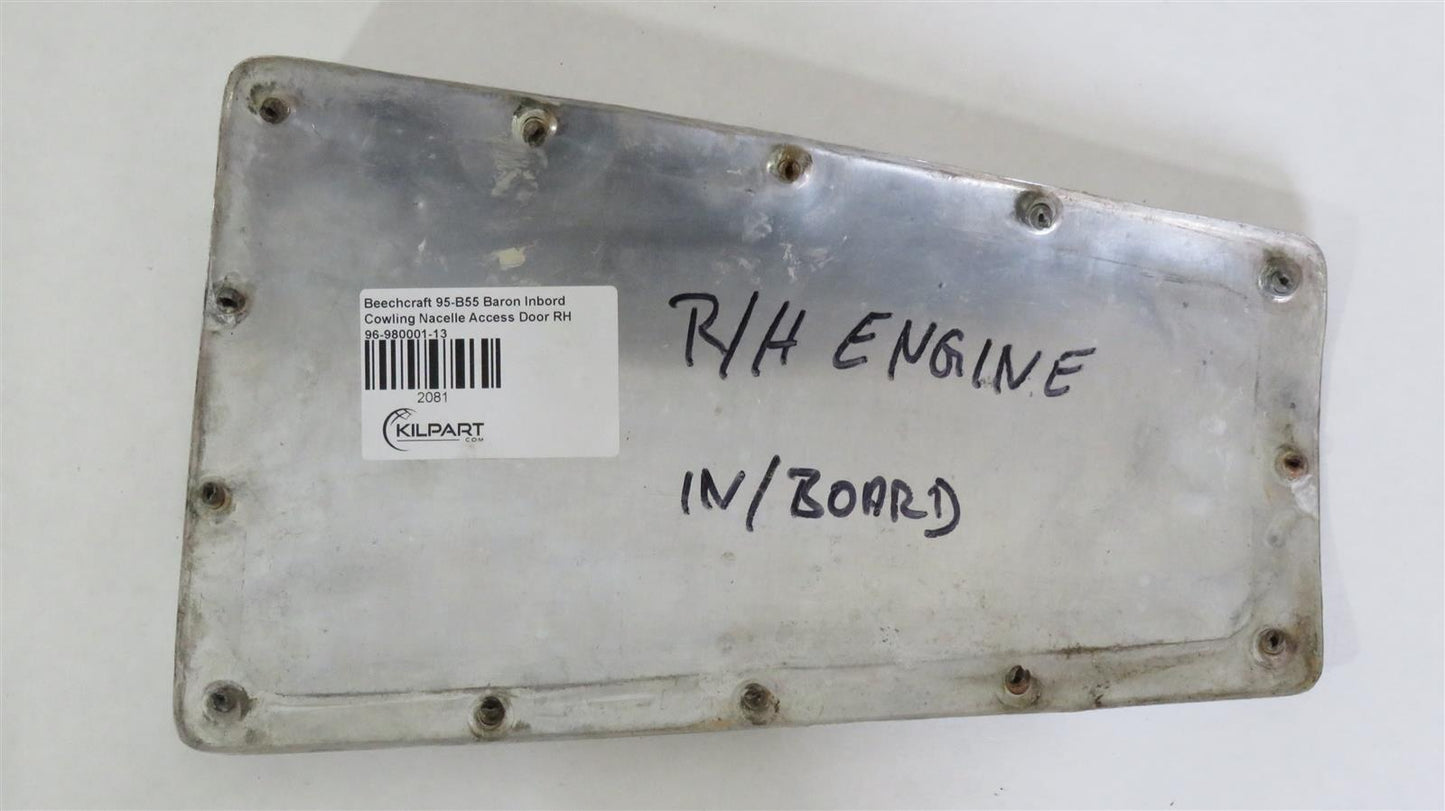 Beechcraft 95-B55 Baron Inbord
Cowling Nacelle Access Door RH
96-980001-13
2081
KILPART
.COM
R/H ENGINE
IN/BOARD